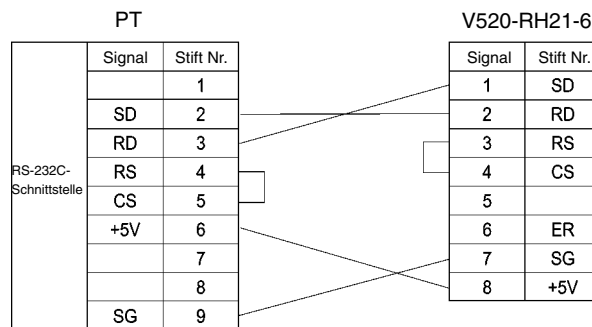 PT
V520-RH21-6
Signal Stift Nr.
Signal Stift Nr.
1
1 SD
SD 2
2 RD
RD 3
3 RS
RS-232C-
Schnittstelle
RS 4
4 CS
CS 5
5
+5V 6
6 ER
7
7 SG
8
8 +5V
SG 9